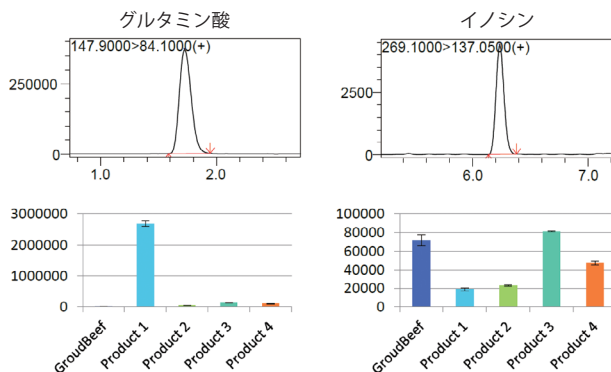 グルタミン酸
147.9000>84.1000(+)
250000
0
1.0
2.0
イノシン
269.1000>137.0500(+)
2500
0
6.0
7.0
3000000
2000000
1000000
0
GroudBeef
Product 1
Product 2
Product 3
Product 4
100000
80000
60000
40000
20000
0
GroudBeef
Product 1
Product 2
Product 3
Product 4